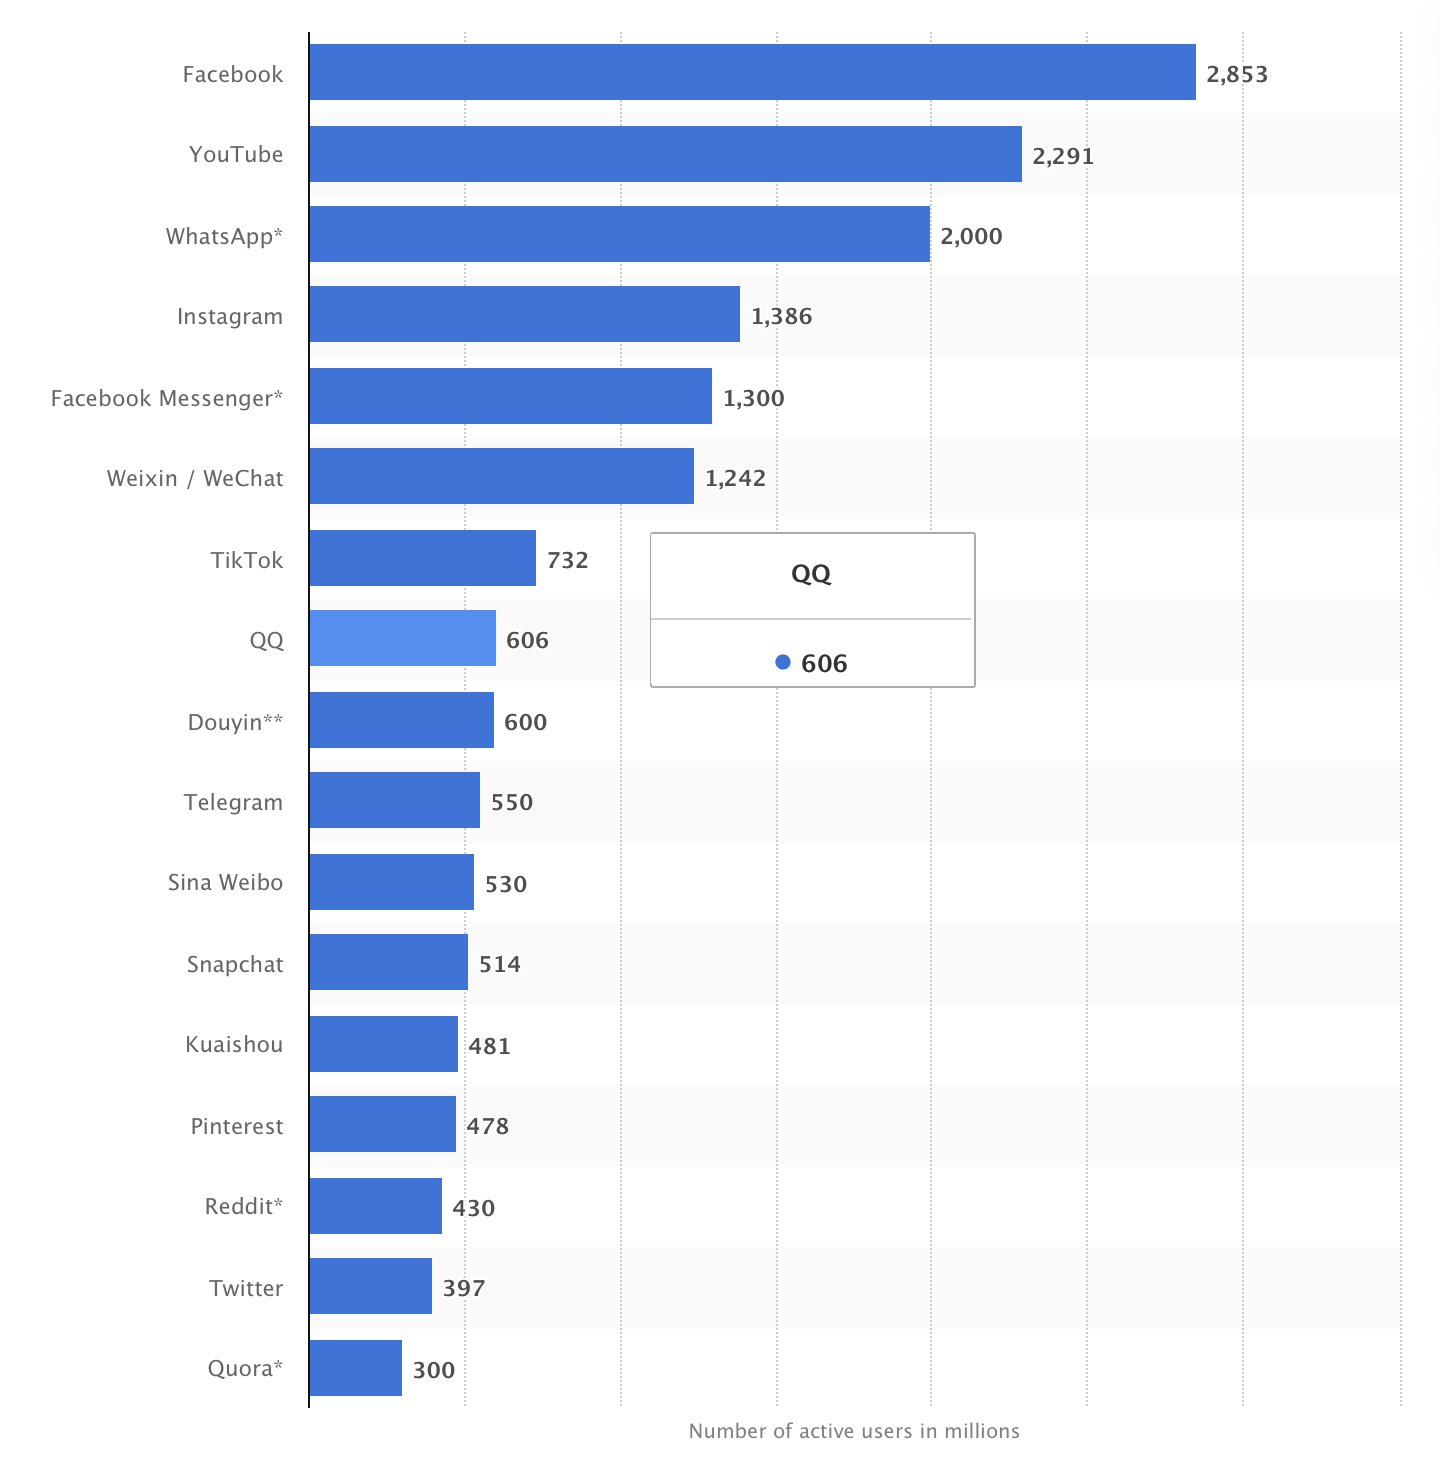 Facebook 2,853
YouTube 2,291
WhatsApp* 2,000
Instagram 1,386
Facebook Messenger* 1,300
Weixin / WeChat 1,242
TikTok 732
QQ 606
QQ
606
Douyin** 600
Telegram 550
Sina Weibo 530
Snapchat 514
Kuaishou 481
Pinterest 478
Reddit* 430
Twitter 397
Quora* 300
Number of active users in millions